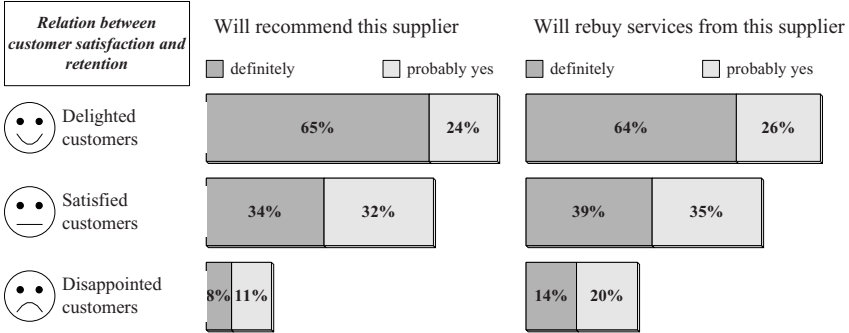 Relation between
customer satisfaction and
retention
Will recommend this supplier
Will rebuy services from this supplier
definitely
probably yes
definitely
probably yes
Delighted
customers
65%
24%
64%
26%
Satisfied
customers
34%
32%
39%
35%
Disappointed
customers
8%
11%
14%
20%